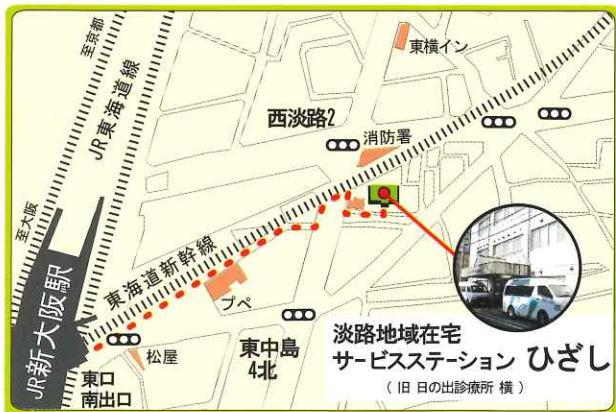 至京都
JR東海道線
東横イン
西淡路2
消防署
至大阪
東海道新幹線
JR新大阪駅
プペ
東中島
4北
松屋
東口
南出口
淡路地域在宅
サービスステーション ひざし
( 旧 日の出診療所 横 )